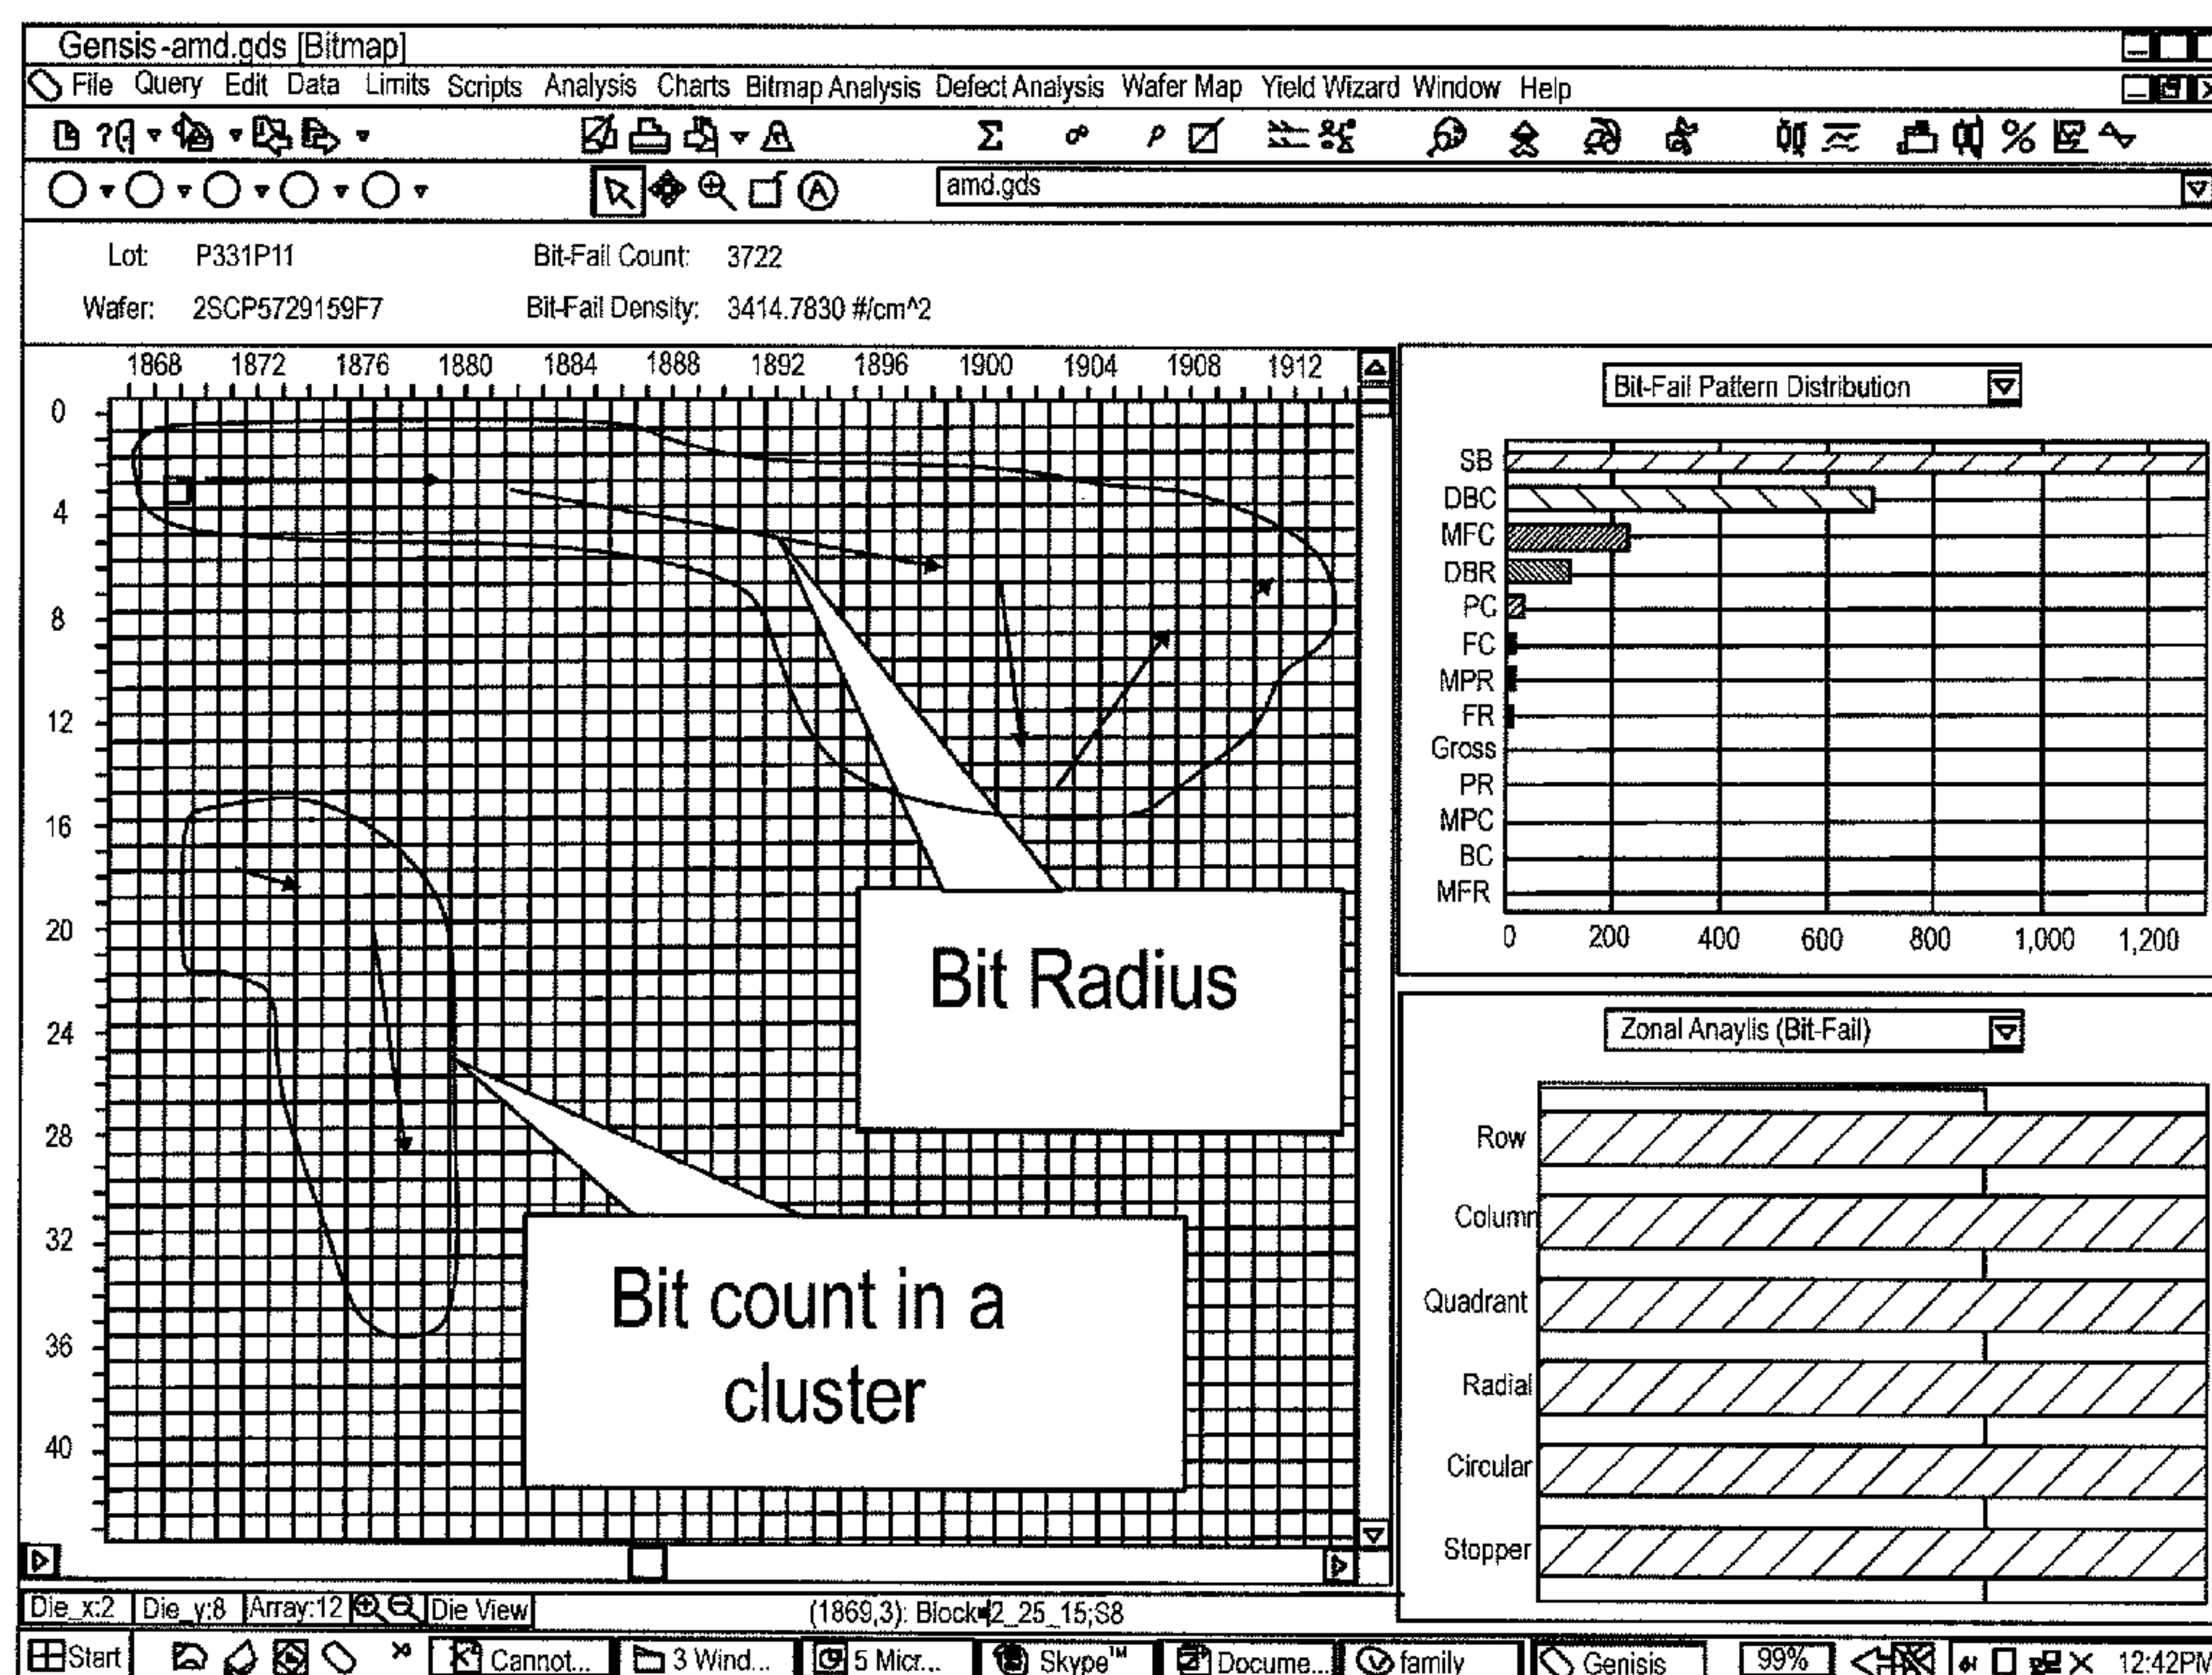 Gensis-amd.gds [Bitmap]
File Query Edit Data Limits Scripts Analysis Charts Bitmap Analysis Defect Analysis Wafer Map Yield Wizard Window Help
amd.gds
Lot: P331P11 Bit-Fail Count: 3722
Wafer: 2SCP5729159F7 Bit-Fail Density: 3414.7830 #/cm^2
1868 1872 1876 1880 1884 1888 1892 1896 1900 1904 1908 1912
0
4
8
12
16
20
24
28
32
36
40
Bit Radius
Bit count in a
cluster
Bit-Fail Pattern Distribution
SB
DBC
MFC
DBR
PC
FC
MPR
FR
Gross
PR
MPC
BC
MFR
0 200 400 600 800 1,000 1,200
Zonal Anaylis (Bit-Fail)
Row
Column
Quadrant
Radial
Circular
Stopper
Die_x:2 Die_y:8 Array:12 Die View (1869,3): Block=2_25_15;S8
Start Cannot... 3 Wind... 5 Micr... Skype™ Docume... family Genisis 99% 12:42PM